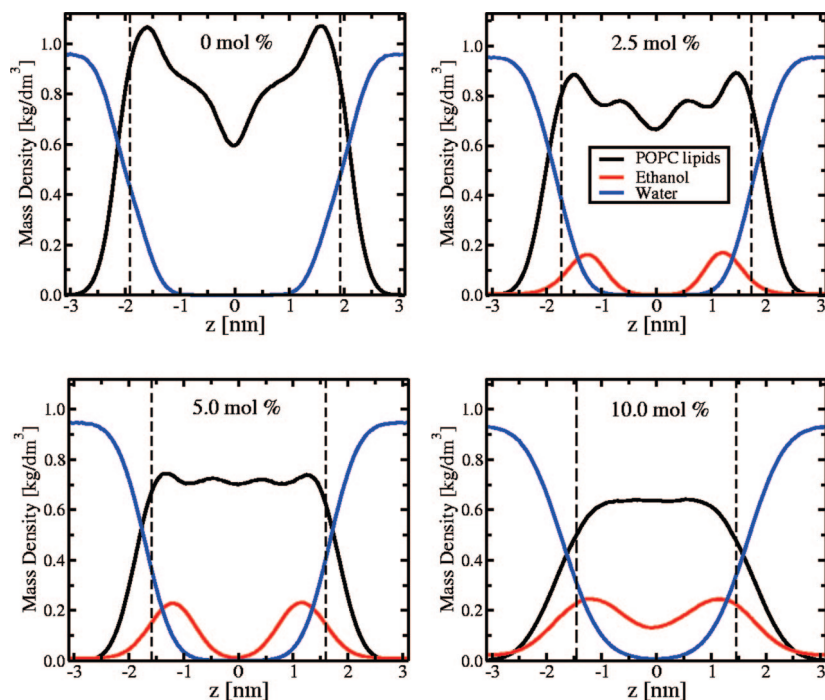 0 mol %
Mass Density [kg/dm³]
1.0
0.8
0.6
0.4
0.2
0.0
-3 -2 -1 0 1 2 3
z [nm]
2.5 mol %
POPC lipids
Ethanol
Water
Mass Density [kg/dm³]
1.0
0.8
0.6
0.4
0.2
0.0
-3 -2 -1 0 1 2 3
z [nm]
5.0 mol %
Mass Density [kg/dm³]
1.0
0.8
0.6
0.4
0.2
0.0
-3 -2 -1 0 1 2 3
z [nm]
10.0 mol %
Mass Density [kg/dm³]
1.0
0.8
0.6
0.4
0.2
0.0
-3 -2 -1 0 1 2 3
z [nm]